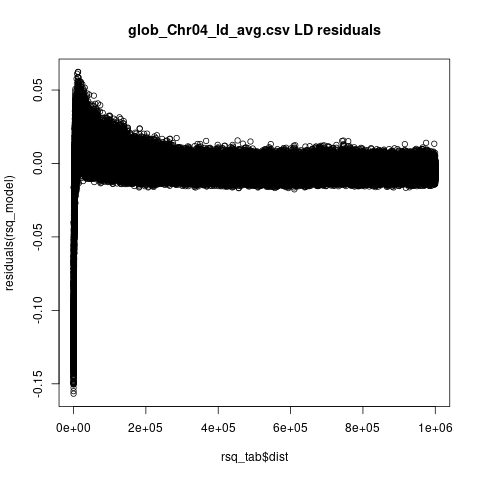 glob_Chr04_ld_avg.csv LD residuals
residuals(rsq_model)
0.05
0.00
-0.05
-0.10
-0.15
0e+00 2e+05 4e+05 6e+05 8e+05 1e+06
rsq_tab$dist